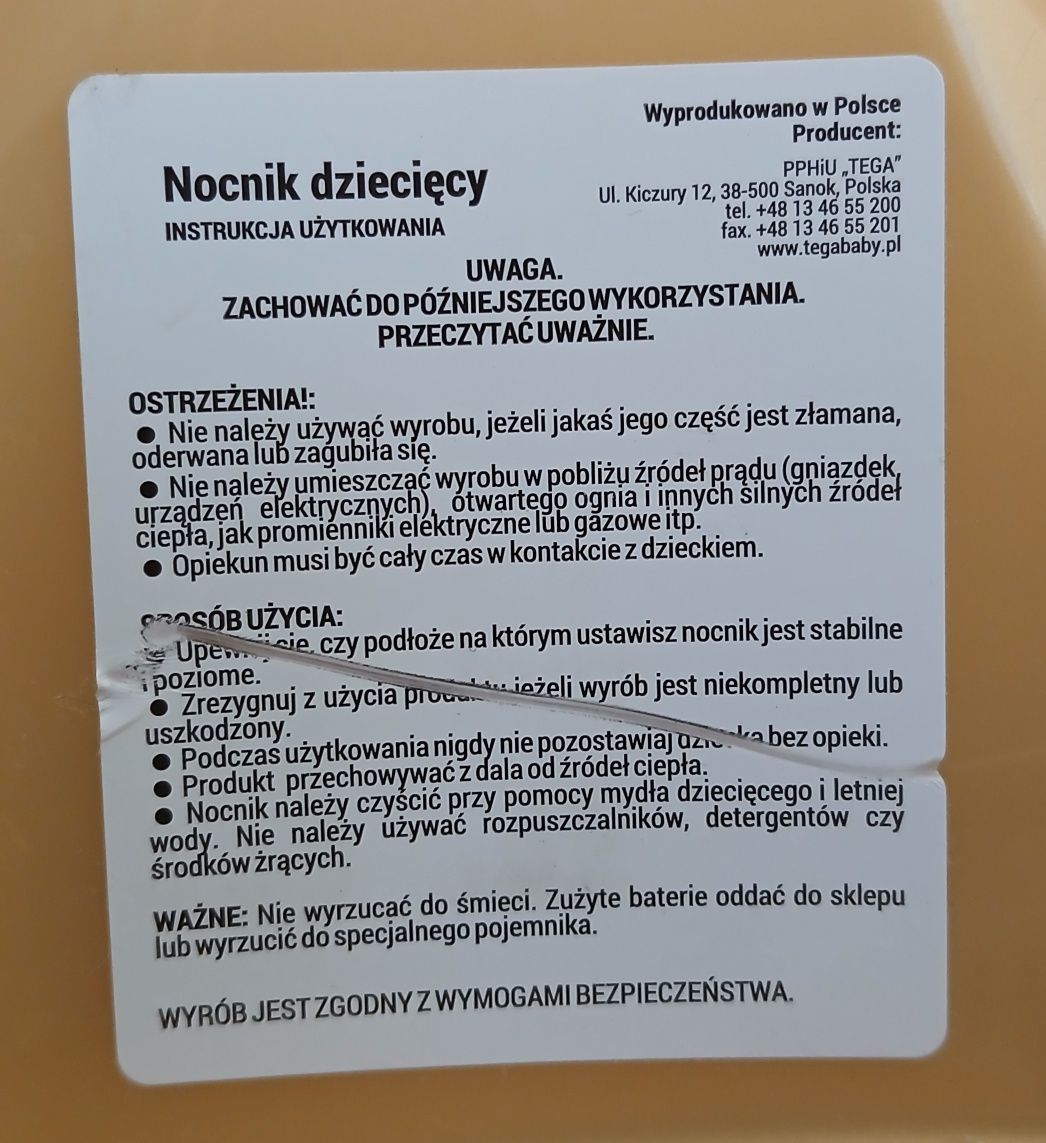 Wyprodukowano w Polsce
Producent:
PPHiU „TEGA”
Ul. Kiczury 12, 38-500 Sanok, Polska
tel. +48 13 46 55 200
fax. +48 13 46 55 201
www.tegababy.pl
Nocnik dziecięcy
INSTRUKCJA UŻYTKOWANIA
UWAGA.
ZACHOWAĆ DO PÓŹNIEJSZEGO WYKORZYSTANIA.
PRZECZYTAĆ UWAŻNIE.
OSTRZEŻENIA!:
● Nie należy używąć wyrobu, jeżeli jakaś jego część jest złamana,
oderwana lub zagubiła się.
● Nie należy umieszczać wyrobu w pobliżu źródeł prądu (gniazdek,
urządzeń elektrycznych), otwartego ognia i innych silnych źródeł
ciepła, jak promienniki elektryczne lub gazowe itp.
● Opiekun musi być cały czas w kontakcie z dzieckiem.
SPOSÓB UŻYCIA:
czy podłoże na którym ustawisz nocnik jest stabilne
i poziome.
● Zrezygnuj z użycia produktu jeżeli wyrób jest niekompletny lub
uszkodzony.
● Podczas użytkowania nigdy nie pozostawiaj dziecka bez opieki.
● Produkt przechowywać z dala od źródeł ciepła.
● Nocnik należy czyścić przy pomocy mydła dziecięcego i letniej
wody. Nie należy używać rozpuszczalników, detergentów czy
środków żrących.
WAŻNE: Nie wyrzucać do śmieci. Zużyte baterie oddać do sklepu
lub wyrzucić do specjalnego pojemnika.
WYRÓB JEST ZGODNY Z WYMOGAMI BEZPIECZEŃSTWA.